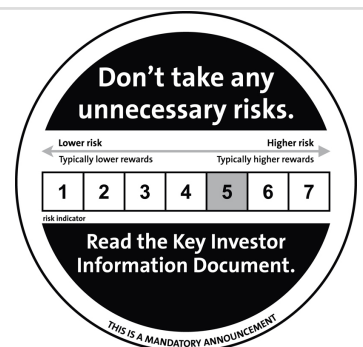 Don't take any
unnecessary risks.
Lower risk Higher risk
Typically lower rewards Typically higher rewards
1 2 3 4 5 6 7
risk indicator
Read the Key Investor
Information Document.
THIS IS A MANDATORY ANNOUNCEMENT